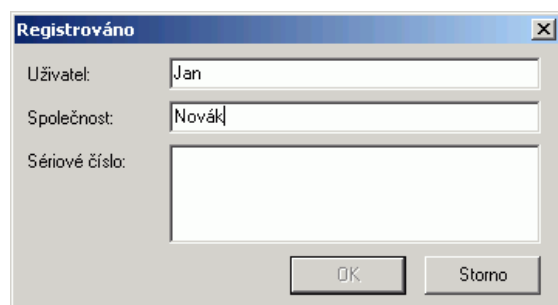 Registrováno
Uživatel: Jan
Společnost: Novák
Sériové číslo:
OK Storno